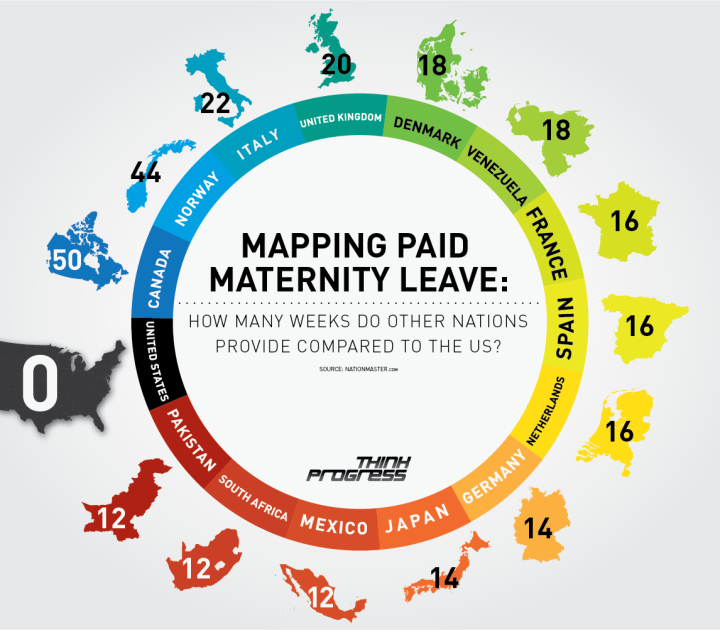 MAPPING PAID
MATERNITY LEAVE:
HOW MANY WEEKS DO OTHER NATIONS
PROVIDE COMPARED TO THE US?
SOURCE: NATIONMASTER.COM
THINK
PROGRESS
UNITED STATES
0
CANADA
50
NORWAY
44
ITALY
22
UNITED KINGDOM
20
DENMARK
18
VENEZUELA
18
FRANCE
16
SPAIN
16
NETHERLANDS
16
GERMANY
14
JAPAN
14
MEXICO
12
SOUTH AFRICA
12
PAKISTAN
12